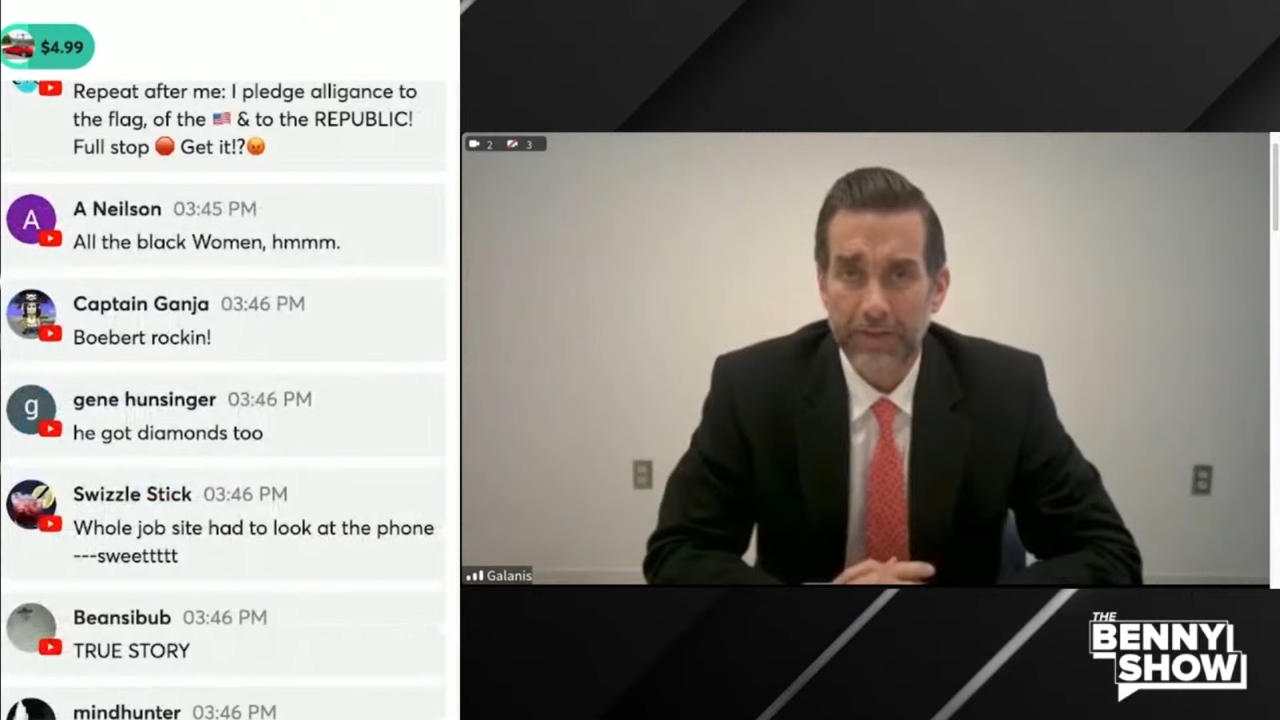 $4.99
Repeat after me: I pledge alligance to
the flag, of the 🇺🇸 & to the REPUBLIC!
Full stop 🛑 Get it!?😡
A
A Neilson 03:45 PM
All the black Women, hmmm.
Captain Ganja 03:46 PM
Boebert rockin!
g
gene hunsinger 03:46 PM
he got diamonds too
Swizzle Stick 03:46 PM
Whole job site had to look at the phone
---sweettttt
Beansibub 03:46 PM
TRUE STORY
mindhunter 03:46 PM
2 3
Galanis
THE
BENNY
SHOW